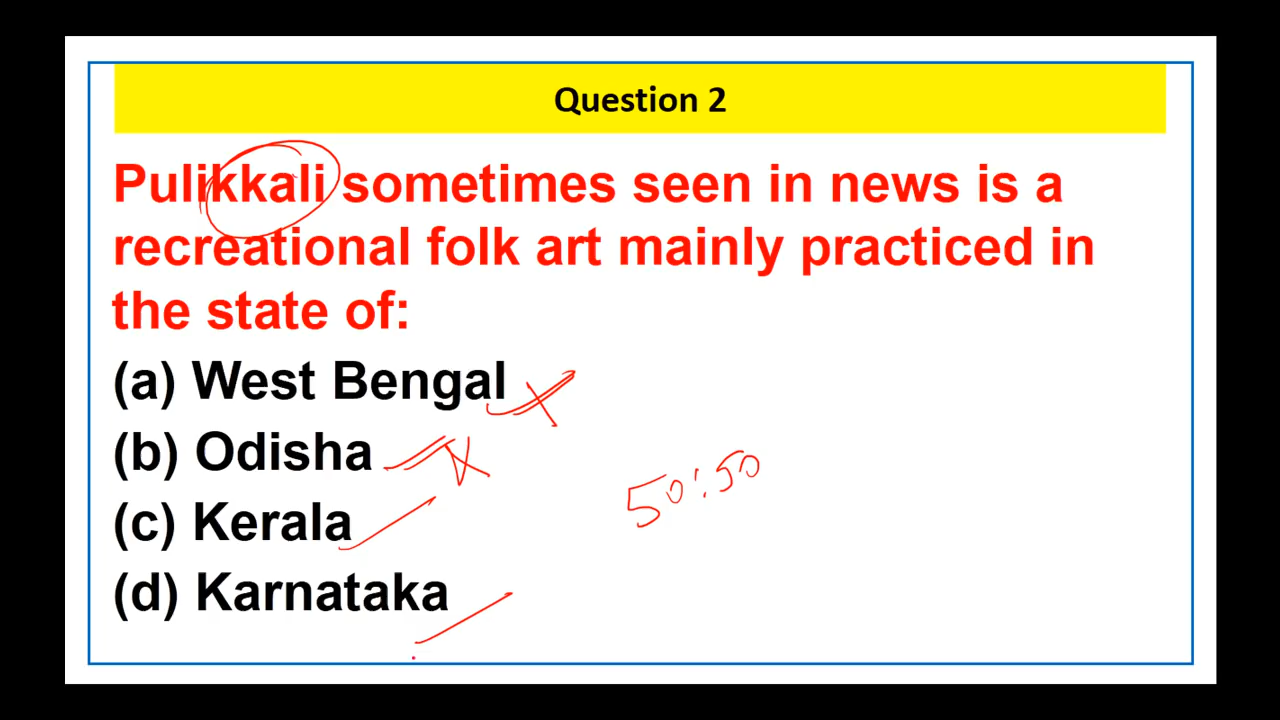 Question 2
Pulikkali sometimes seen in news is a
recreational folk art mainly practiced in
the state of:
(a) West Bengal
(b) Odisha
(c) Kerala
(d) Karnataka
50:50